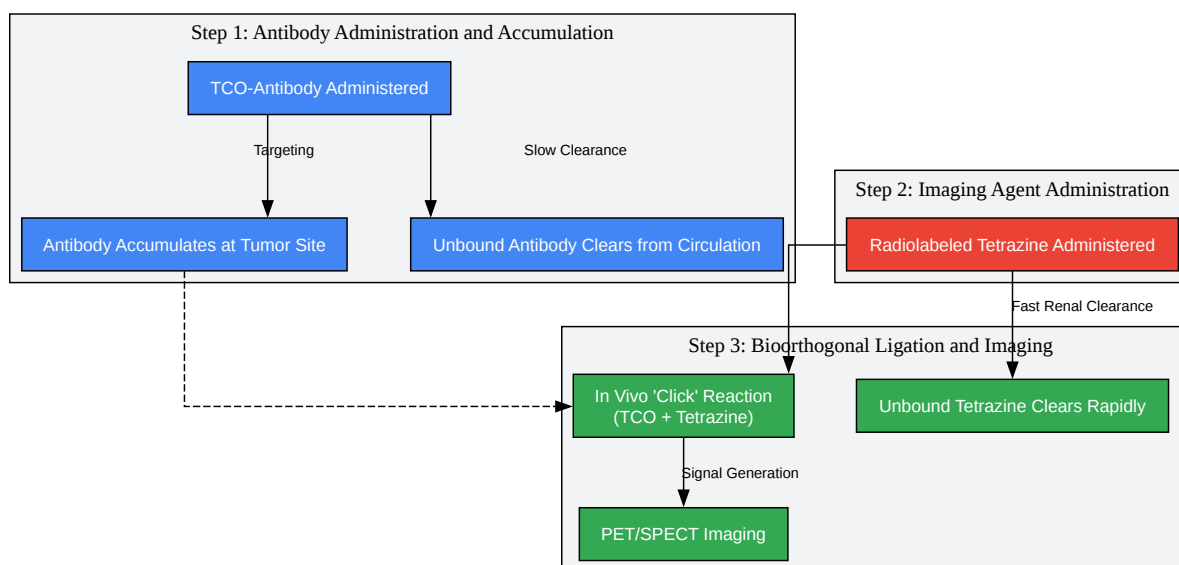 Step 1: Antibody Administration and Accumulation
TCO-Antibody Administered
Targeting
Slow Clearance
Antibody Accumulates at Tumor Site
Unbound Antibody Clears from Circulation
Step 2: Imaging Agent Administration
Radiolabeled Tetrazine Administered
Fast Renal Clearance
Step 3: Bioorthogonal Ligation and Imaging
In Vivo 'Click' Reaction
(TCO + Tetrazine)
Unbound Tetrazine Clears Rapidly
Signal Generation
PET/SPECT Imaging